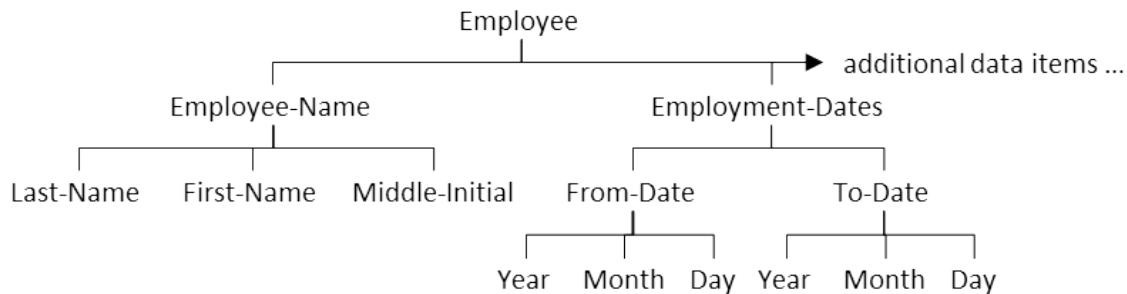 Employee
additional data items ...
Employee-Name Employment-Dates
Last-Name First-Name Middle-Initial From-Date To-Date
Year Month Day Year Month Day